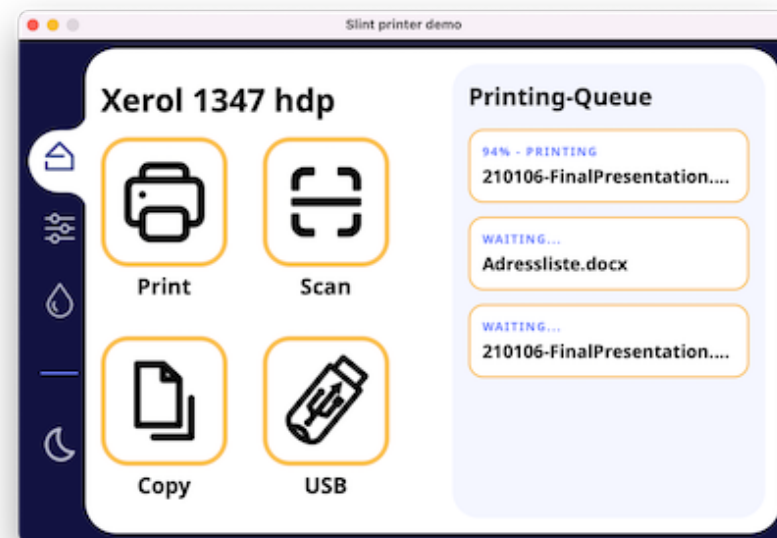 Slint printer demo
Xerol 1347 hdp
Print
Scan
Copy
USB
Printing-Queue
94% - PRINTING
210106-FinalPresentation....
WAITING...
Adressliste.docx
WAITING...
210106-FinalPresentation....